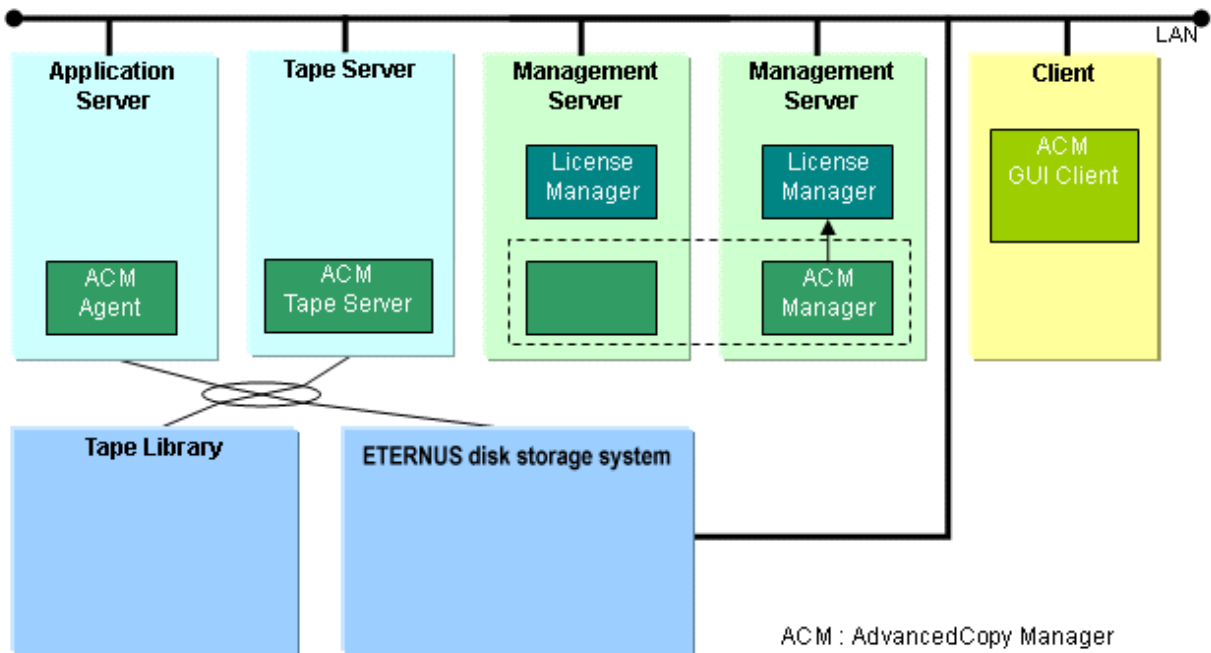 LAN
Application
Server
Tape Server
Management
Server
Management
Server
Client
License
Manager
License
Manager
ACM
GUI Client
ACM
Agent
ACM
Tape Server
ACM
Manager
Tape Library
ETERNUS disk storage system
ACM : AdvancedCopy Manager